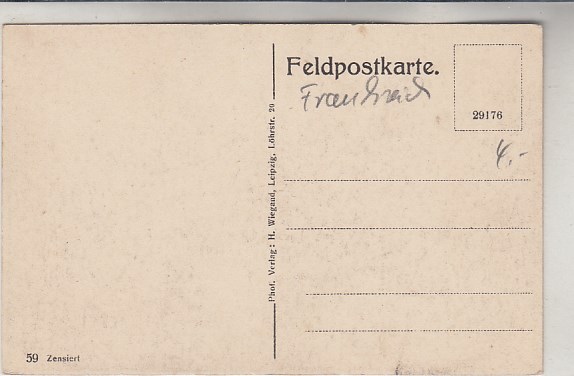 Feldpostkarte.
Frankreich
29176
4.-
Phot. Verlag: H. Wiegand, Leipzig, Löhrstr. 20
59 Zensiert